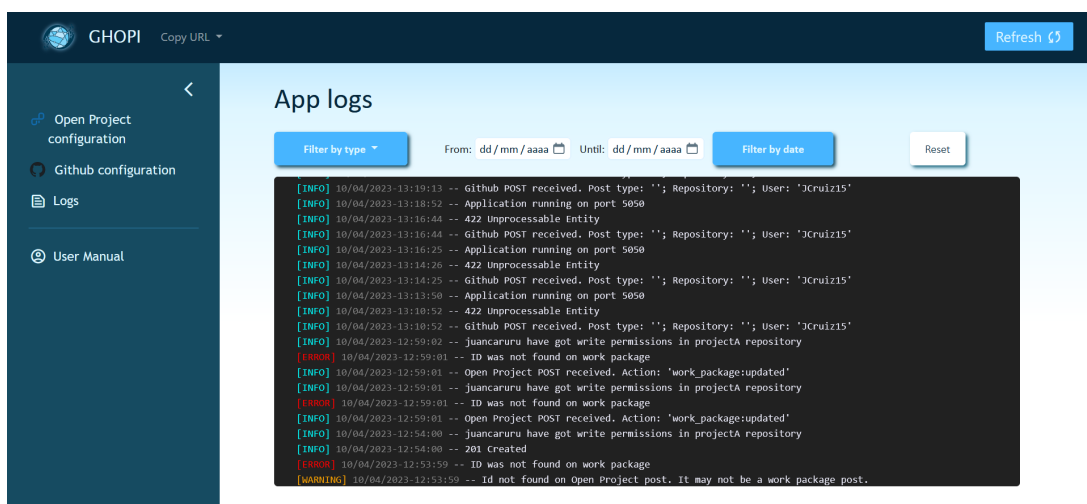 GHOPI Copy URL
Refresh
Open Project
configuration
Github configuration
Logs
User Manual
App logs
Filter by type From: dd / mm / aaaa Until: dd / mm / aaaa Filter by date Reset
[INFO] 10/04/2023-13:19:13 -- Github POST received. Post type: ''; Repository: ''; User: 'JCruiz15'
[INFO] 10/04/2023-13:18:52 -- Application running on port 5050
[INFO] 10/04/2023-13:16:44 -- 422 Unprocessable Entity
[INFO] 10/04/2023-13:16:44 -- Github POST received. Post type: ''; Repository: ''; User: 'JCruiz15'
[INFO] 10/04/2023-13:16:25 -- Application running on port 5050
[INFO] 10/04/2023-13:14:26 -- 422 Unprocessable Entity
[INFO] 10/04/2023-13:14:25 -- Github POST received. Post type: ''; Repository: ''; User: 'JCruiz15'
[INFO] 10/04/2023-13:13:50 -- Application running on port 5050
[INFO] 10/04/2023-13:10:52 -- 422 Unprocessable Entity
[INFO] 10/04/2023-13:10:52 -- Github POST received. Post type: ''; Repository: ''; User: 'JCruiz15'
[INFO] 10/04/2023-12:59:02 -- juancaruru have got write permissions in projectA repository
[ERROR] 10/04/2023-12:59:01 -- ID was not found on work package
[INFO] 10/04/2023-12:59:01 -- Open Project POST received. Action: 'work_package:updated'
[INFO] 10/04/2023-12:59:01 -- juancaruru have got write permissions in projectA repository
[ERROR] 10/04/2023-12:59:01 -- ID was not found on work package
[INFO] 10/04/2023-12:59:01 -- Open Project POST received. Action: 'work_package:updated'
[INFO] 10/04/2023-12:54:00 -- juancaruru have got write permissions in projectA repository
[INFO] 10/04/2023-12:54:00 -- 201 Created
[ERROR] 10/04/2023-12:53:59 -- ID was not found on work package
[WARNING] 10/04/2023-12:53:59 -- Id not found on Open Project post. It may not be a work package post.